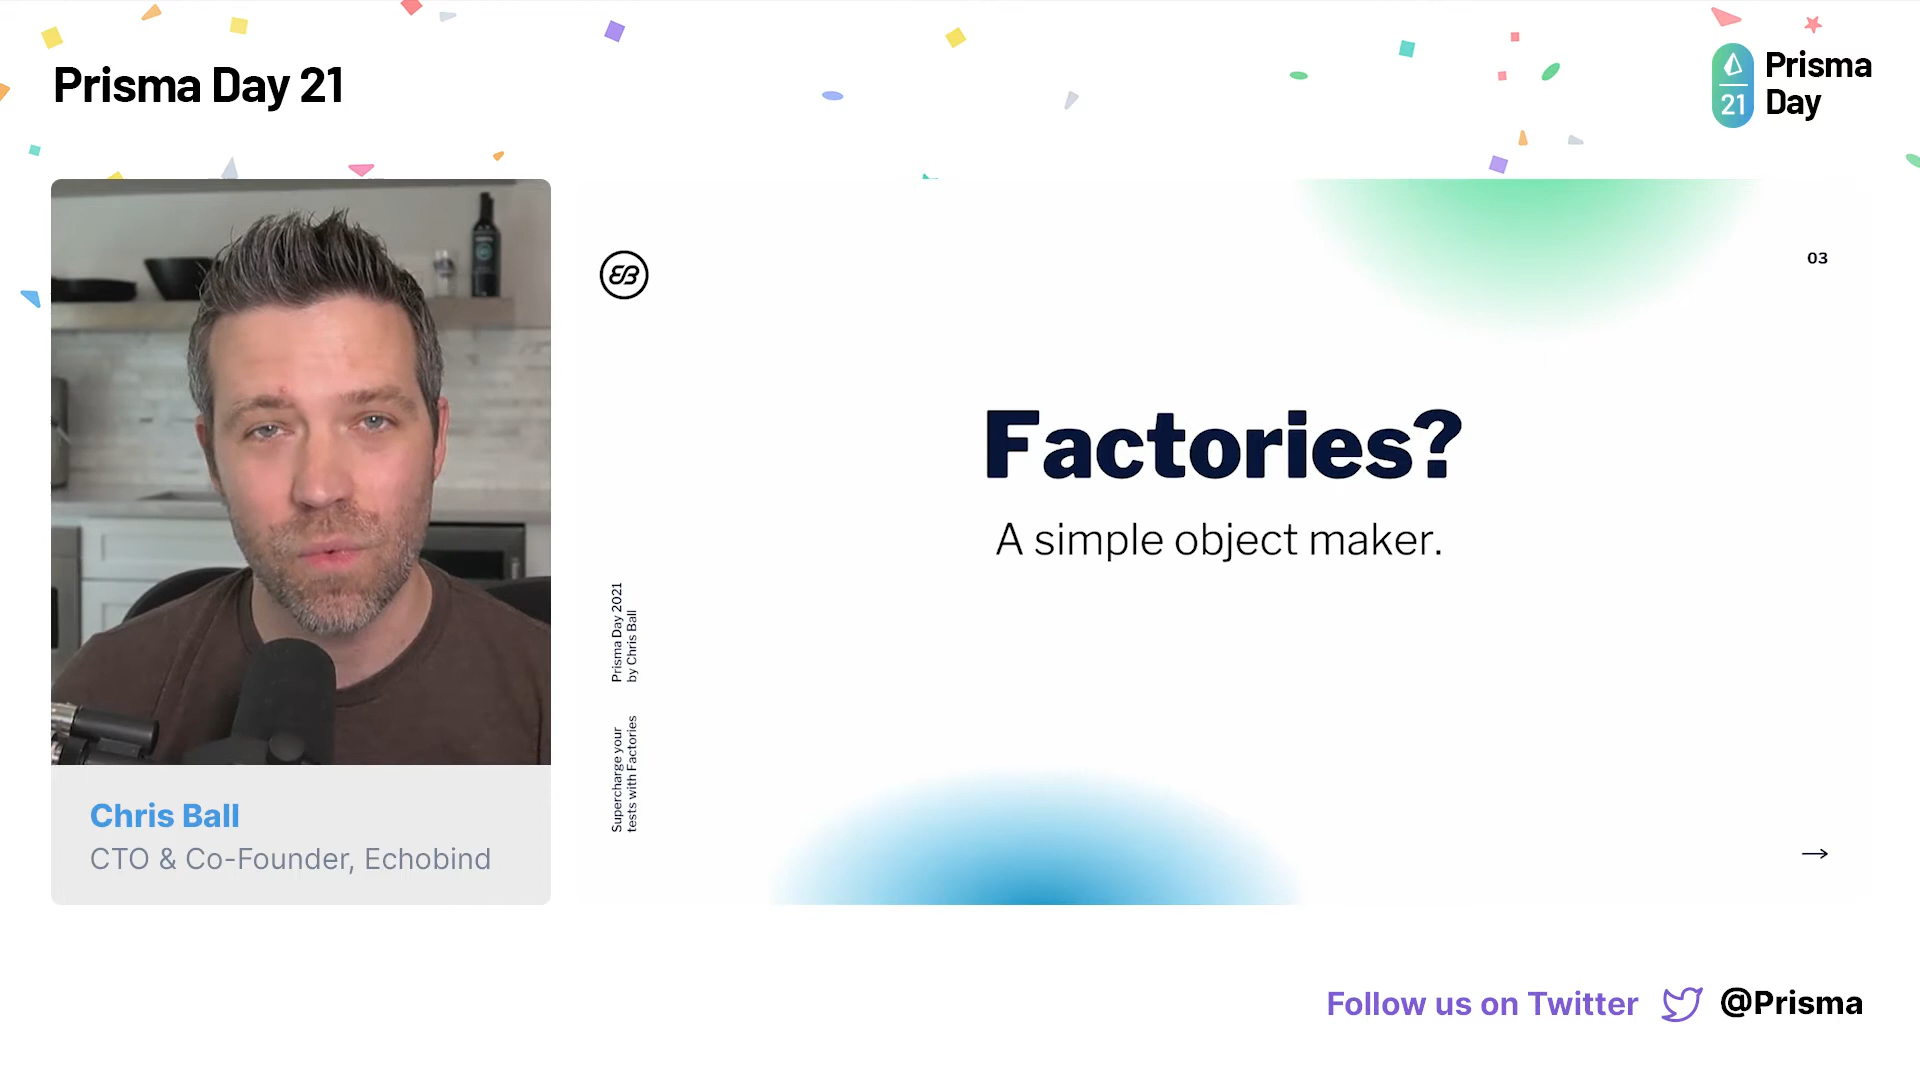 Prisma Day 21
Prisma
Day
21
EB
03
Factories?
A simple object maker.
Prisma Day 2021
by Chris Ball
Supercharge your
tests with Factories
Chris Ball
CTO & Co-Founder, Echobind
Follow us on Twitter @Prisma